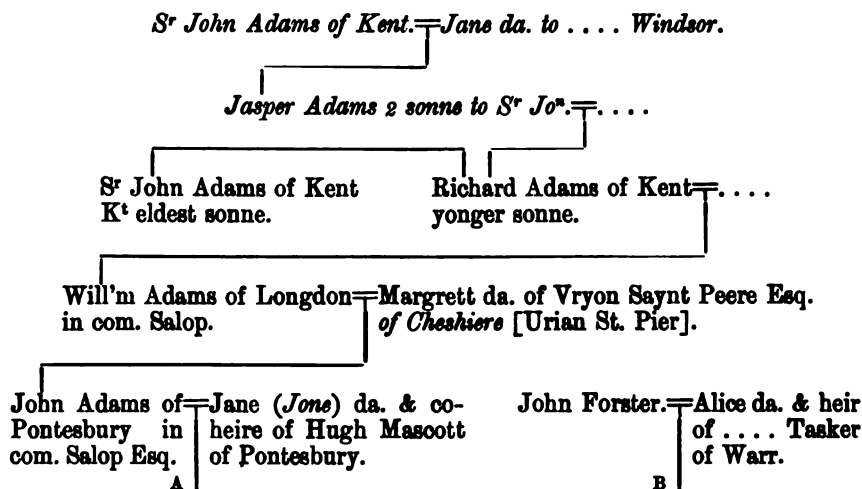 Sʳ John Adams of Kent.=Jane da. to .... Windsor.
Jasper Adams 2 sonne to Sʳ Joⁿ.=....
Sʳ John Adams of Kent
Kᵗ eldest sonne.
Richard Adams of Kent=....
yonger sonne.
Will'm Adams of Longdon=Margrett da. of Vryon Saynt Peere Esq.
in com. Salop.
of Cheshiere [Urian St. Pier].
John Adams of=Jane (Jone) da. & co-
Pontesbury in
com. Salop Esq.
heire of Hugh Mascott
of Pontesbury.
A
John Forster.=Alice da. & heir
of .... Tasker
of Warr.
B